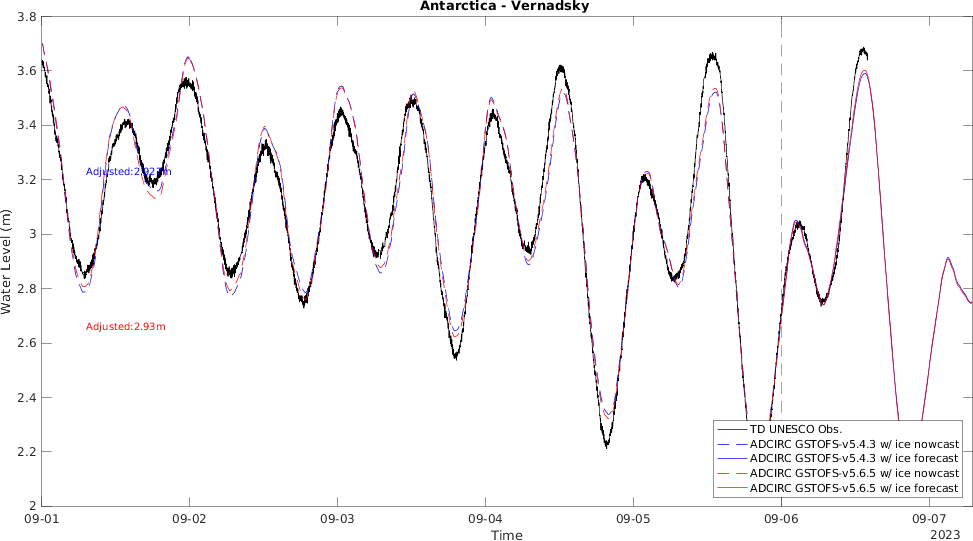 Antarctica - Vernadsky
3.8
3.6
3.4
3.2
3
2.8
2.6
2.4
2.2
2
Water Level (m)
Adjusted:2.927m
Adjusted:2.93m
TD UNESCO Obs.
ADCIRC GSTOFS-v5.4.3 w/ ice nowcast
ADCIRC GSTOFS-v5.4.3 w/ ice forecast
ADCIRC GSTOFS-v5.6.5 w/ ice nowcast
ADCIRC GSTOFS-v5.6.5 w/ ice forecast
09-01 09-02 09-03 09-04 09-05 09-06 09-07
Time 2023